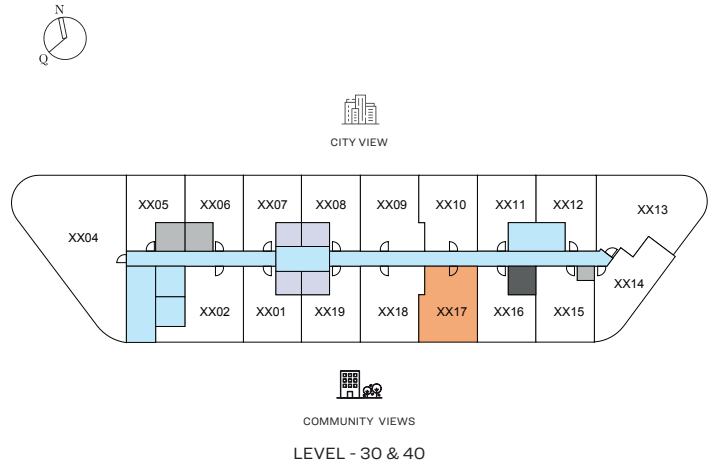 N
Q
CITY VIEW
XX05 XX06 XX07 XX08 XX09 XX10 XX11 XX12 XX13
XX04
XX14
XX02 XX01 XX19 XX18 XX17 XX16 XX15
COMMUNITY VIEWS
LEVEL - 30 & 40